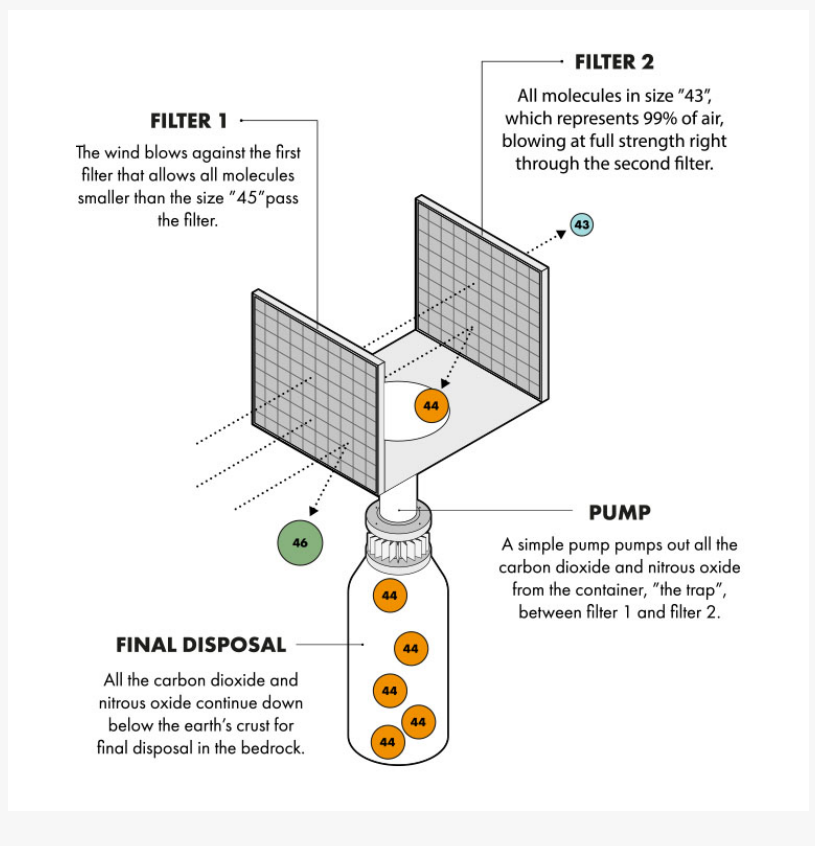 FILTER 2
All molecules in size "43",
which represents 99% of air,
blowing at full strength right
through the second filter.
FILTER 1
The wind blows against the first
filter that allows all molecules
smaller than the size "45"pass
the filter.
43
44
46
PUMP
A simple pump pumps out all the
carbon dioxide and nitrous oxide
from the container, "the trap",
between filter 1 and filter 2.
44
44
44
44
44
FINAL DISPOSAL
All the carbon dioxide and
nitrous oxide continue down
below the earth's crust for
final disposal in the bedrock.